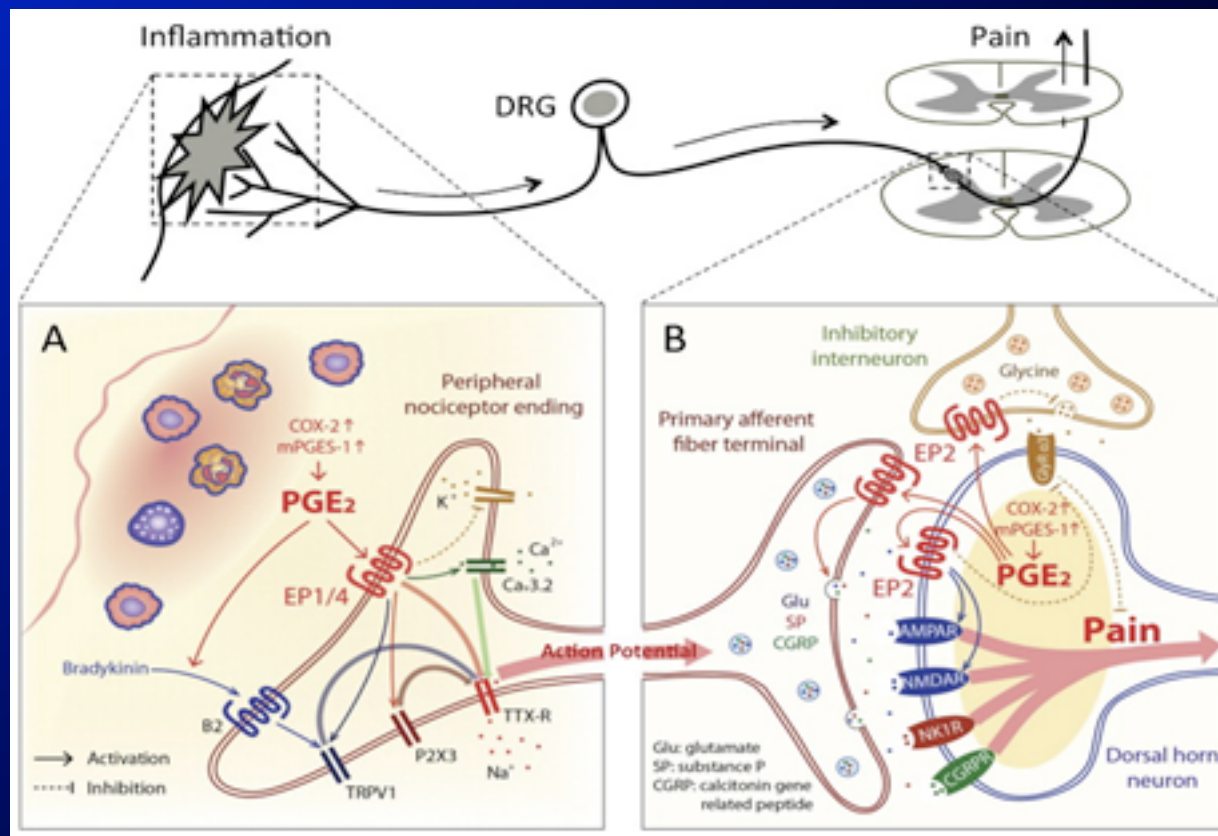 Inflammation
DRG
Pain
A
COX-2↑
mPGES-1↑
PGE₂
Peripheral
nociceptor ending
K⁺
Ca²⁺
Caᵥ3.2
EP1/4
Bradykinin
B2
Action Potential
TTX-R
P2X3
Na⁺
TRPV1
Activation
Inhibition
B
Inhibitory
interneuron
Glycine
Primary afferent
fiber terminal
EP2
GlyR α3
COX-2↑
mPGES-1↑
PGE₂
EP2
Glu
SP
CGRP
AMPAR
Pain
NMDAR
NK1R
CGRPR
Glu: glutamate
SP: substance P
CGRP: calcitonin gene
related peptide
Dorsal horn
neuron